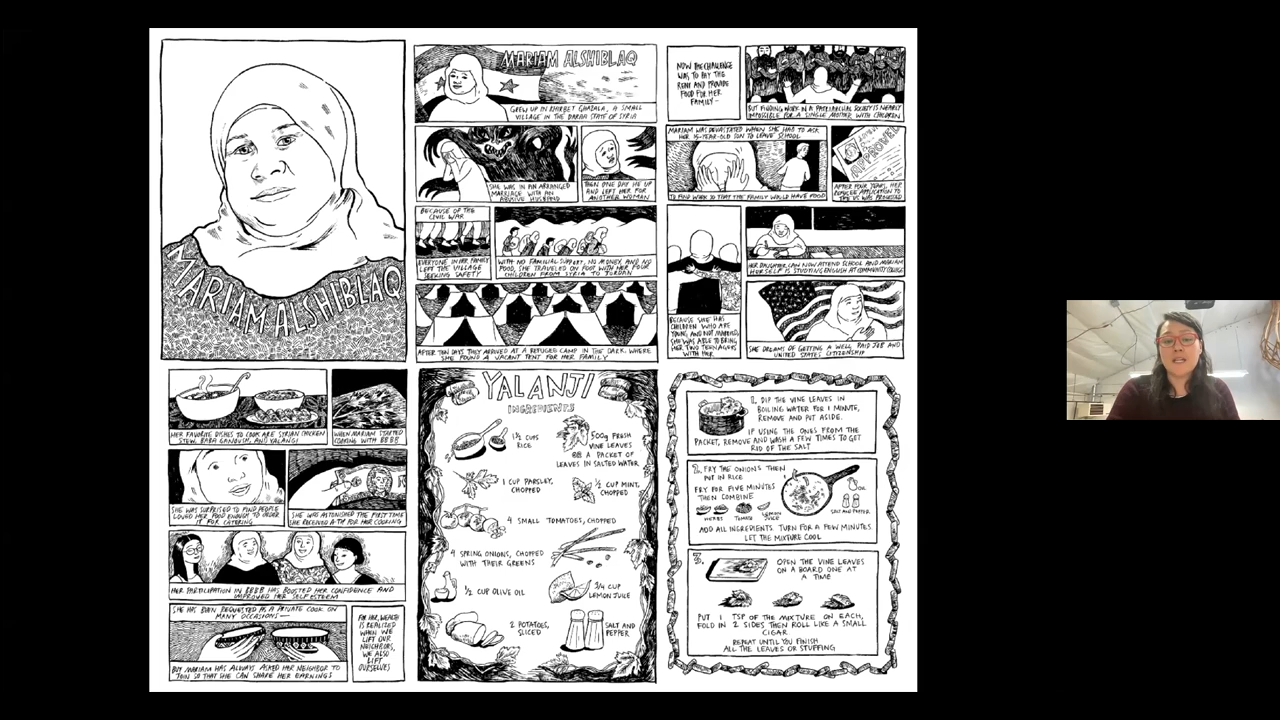 MARIAM ALSHIBLAQ
MARIAM ALSHIBLAQ
GREW UP IN KHIRBET GHAZALA, A SMALL
VILLAGE IN THE DARAH STATE OF SYRIA
SHE WAS IN AN ARRANGED
MARRIAGE WITH AN
ABUSIVE HUSBAND
THEN ONE DAY HE UP
AND LEFT HER FOR
ANOTHER WOMAN
BECAUSE OF THE
CIVIL WAR
EVERYONE IN HER FAMILY
LEFT THE VILLAGE
SEEKING SAFETY
WITH NO FAMILIAL SUPPORT, NO MONEY, AND NO
FOOD, SHE TRAVELED ON FOOT WITH HER FOUR
CHILDREN FROM SYRIA TO JORDAN
AFTER TEN DAYS THEY ARRIVED AT A REFUGEE CAMP IN THE DARK, WHERE
SHE FOUND A VACANT TENT FOR HER FAMILY
NOW THE CHALLENGE
WAS TO PAY THE
RENT AND PROVIDE
FOOD FOR HER
FAMILY—
BUT FINDING WORK IN A PATRIARCHAL SOCIETY IS NEARLY
IMPOSSIBLE FOR A SINGLE MOTHER WITH CHILDREN
MARIAM WAS DEVASTATED WHEN SHE HAD TO ASK
HER 15-YEAR-OLD SON TO LEAVE SCHOOL
TO FIND WORK SO THAT THE FAMILY WOULD HAVE FOOD
APPROVED
AFTER FOUR YEARS, HER
REFUGEE APPLICATION TO
THE US WAS PROCESSED
BECAUSE SHE HAS
CHILDREN WHO ARE
YOUNG AND NOT MARRIED,
SHE WAS ABLE TO BRING
HER TWO TEENAGERS
WITH HER
HER DAUGHTER CAN NOW ATTEND SCHOOL AND MARIAM
HERSELF IS STUDYING ENGLISH AT COMMUNITY COLLEGE
SHE DREAMS OF GETTING A WELL PAID JOB AND
UNITED STATES CITIZENSHIP
HER FAVORITE DISHES TO COOK ARE SYRIAN CHICKEN
STEW, BABA GANOUSH, AND YALANGI
WHEN MARIAM STARTED
COOKING WITH BBBB
SHE WAS SURPRISED TO FIND PEOPLE
LOVED HER FOOD ENOUGH TO ORDER
IT FOR CATERING
SHE WAS ASTONISHED THE FIRST TIME
SHE RECEIVED A TIP FOR HER COOKING
HER PARTICIPATION IN BBBB HAS BOOSTED HER CONFIDENCE AND
IMPROVED HER SELF ESTEEM
SHE HAS BEEN REQUESTED AS A PRIVATE COOK ON
MANY OCCASIONS—
BUT MARIAM HAS ALWAYS ASKED HER NEIGHBOR TO
JOIN SO THAT SHE CAN SHARE HER EARNINGS
FOR HER, WEALTH
IS REALIZED
WHEN WE
LIFT OUR
NEIGHBORS,
WE ALSO
LIFT
OURSELVES
YALANJI
INGREDIENTS
1½ CUPS
RICE
500g FRESH
VINE LEAVES
OR A PACKET OF
LEAVES IN SALTED WATER
1 CUP PARSLEY,
CHOPPED
½ CUP MINT,
CHOPPED
4 SMALL TOMATOES, CHOPPED
4 SPRING ONIONS, CHOPPED
WITH THEIR GREENS
½ CUP OLIVE OIL
3/4 CUP
LEMON JUICE
2 POTATOES,
SLICED
SALT AND
PEPPER
1. DIP THE VINE LEAVES IN
BOILING WATER FOR 1 MINUTE,
REMOVE AND PUT ASIDE.
IF USING THE ONES FROM THE
PACKET, REMOVE AND WASH A FEW TIMES TO GET
RID OF THE SALT
2. FRY THE ONIONS THEN
PUT IN RICE
FRY FOR FIVE MINUTES
THEN COMBINE
HERBS
TOMATO
LEMON
JUICE
OIL
SALT AND PEPPER
ADD ALL INGREDIENTS. TURN FOR A FEW MINUTES
LET THE MIXTURE COOL
3.
OPEN THE VINE LEAVES
ON A BOARD ONE AT
A TIME
PUT 1 TSP OF THE MIXTURE ON EACH,
FOLD IN 2 SIDES THEN ROLL LIKE A SMALL
CIGAR
REPEAT UNTIL YOU FINISH
ALL THE LEAVES OR STUFFING